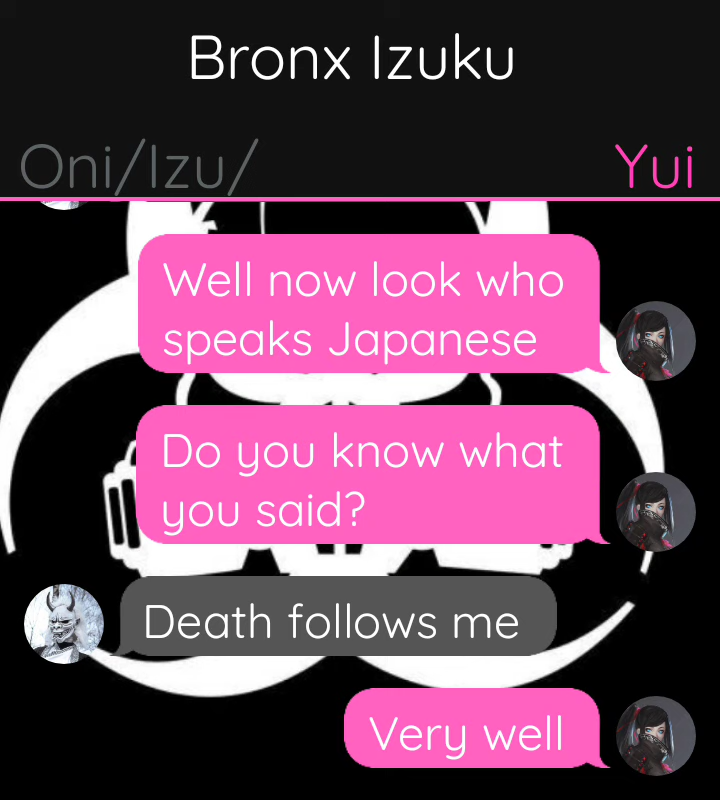 Bronx Izuku
Oni/Izu/
Yui
Well now look who
speaks Japanese
Do you know what
you said?
Death follows me
Very well